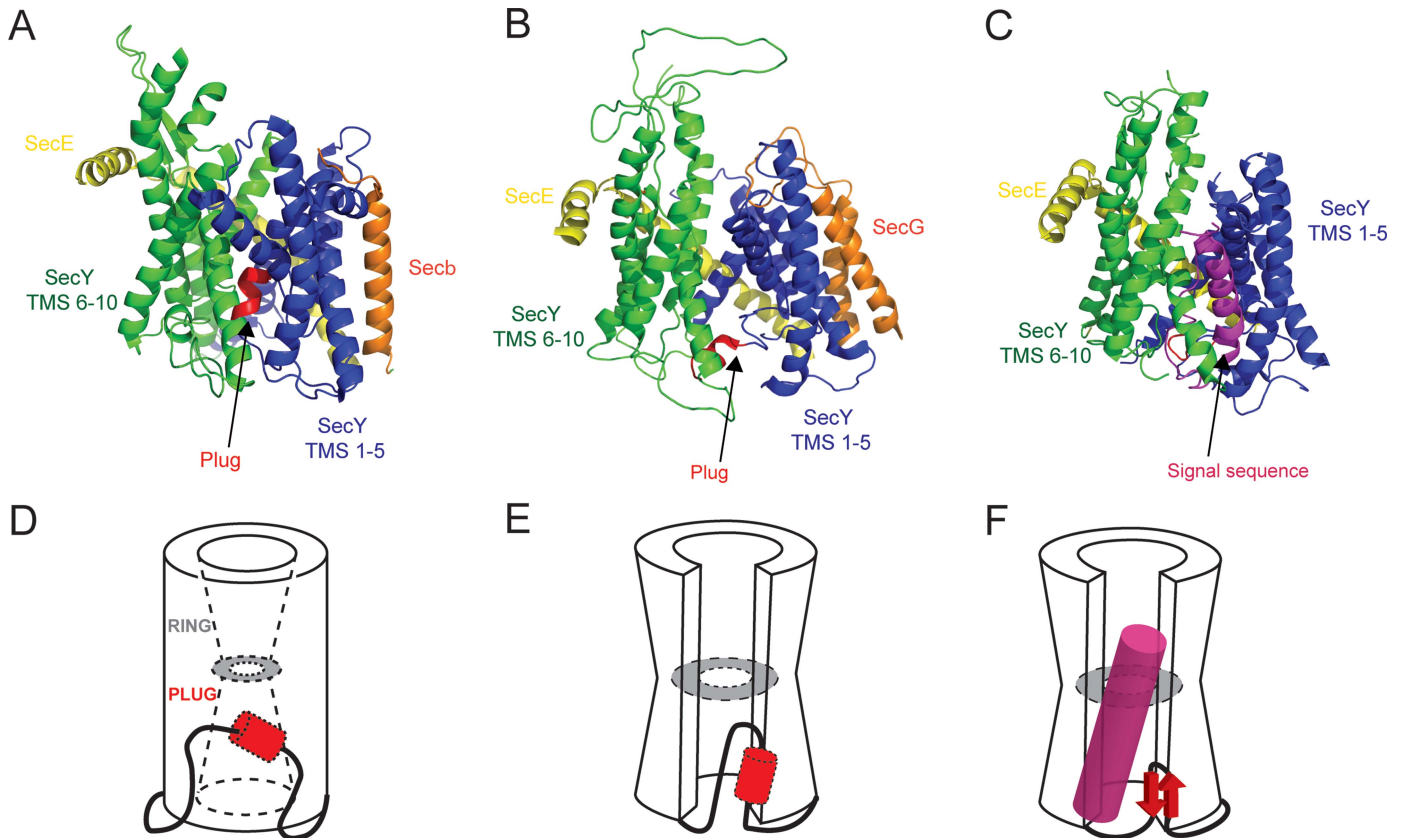 A
SecE
SecY
TMS 6-10
Secb
SecY
TMS 1-5
Plug
B
SecE
SecG
SecY
TMS 6-10
SecY
TMS 1-5
Plug
C
SecE
SecY
TMS 1-5
SecY
TMS 6-10
Signal sequence
D
RING
PLUG
E
F